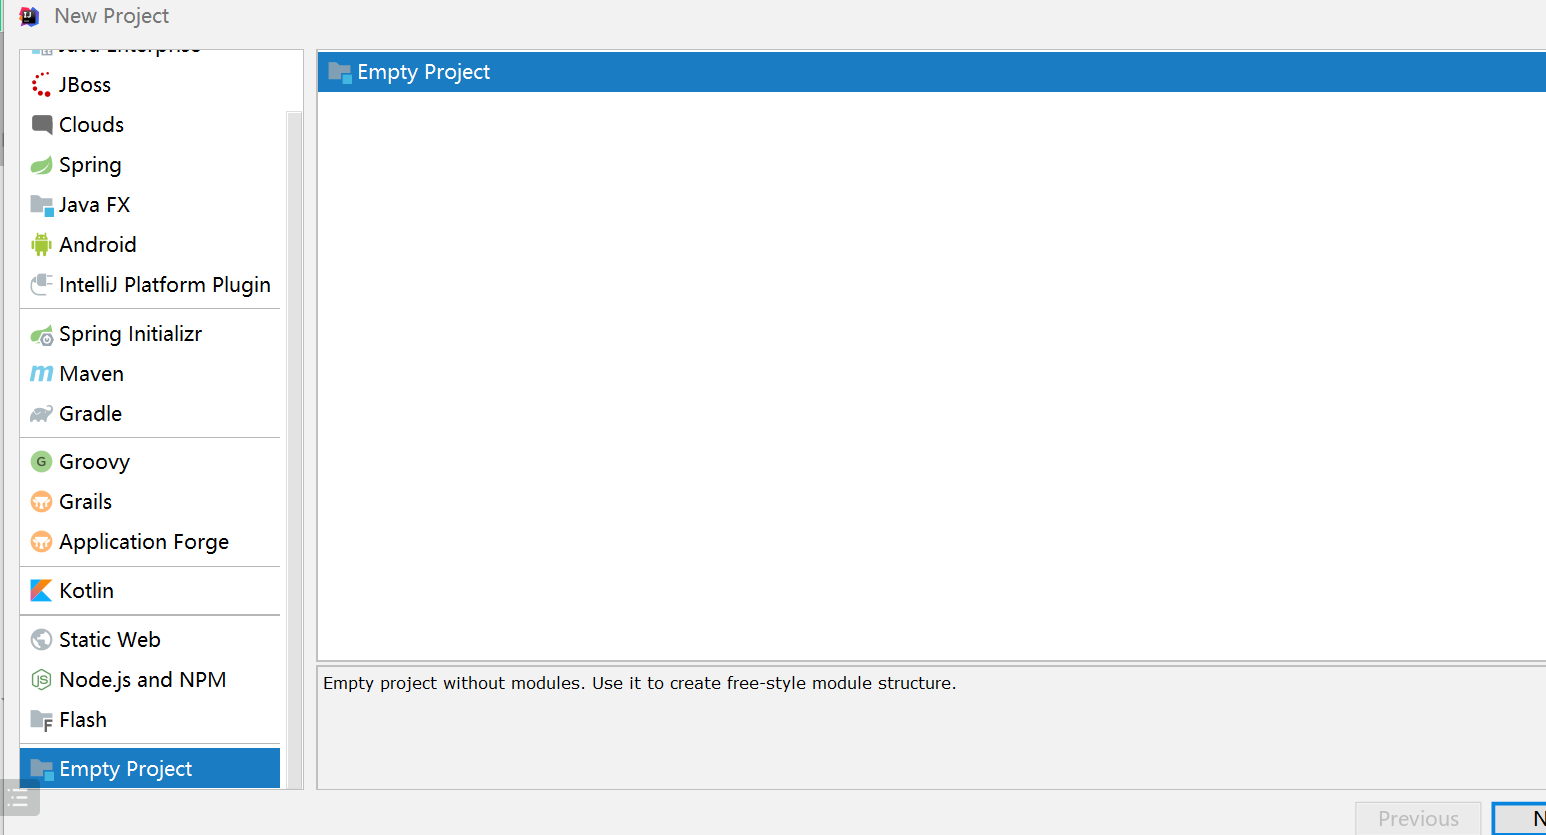 New Project
Java Enterprise
JBoss
Clouds
Spring
Java FX
Android
IntelliJ Platform Plugin
Spring Initializr
Maven
Gradle
Groovy
Grails
Application Forge
Kotlin
Static Web
Node.js and NPM
Flash
Empty Project
Empty Project
Empty project without modules. Use it to create free-style module structure.
Previous